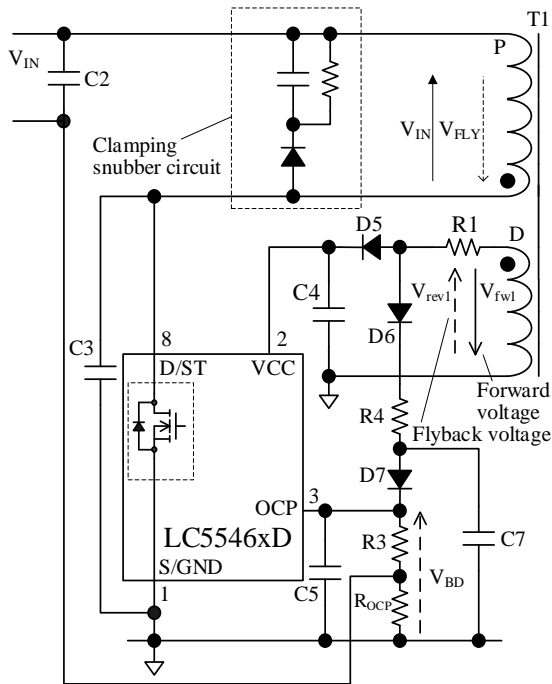 T1
P
V_IN
C2
Clamping
snubber circuit
V_IN
V_FLY
D5
R1
D
C4
V_rev1
V_fw1
C3
8
2
D6
D/ST
VCC
Forward
voltage
R4
Flyback voltage
D7
OCP
3
R3
C7
LC5546xD
V_BD
S/GND
C5
R_OCP
1